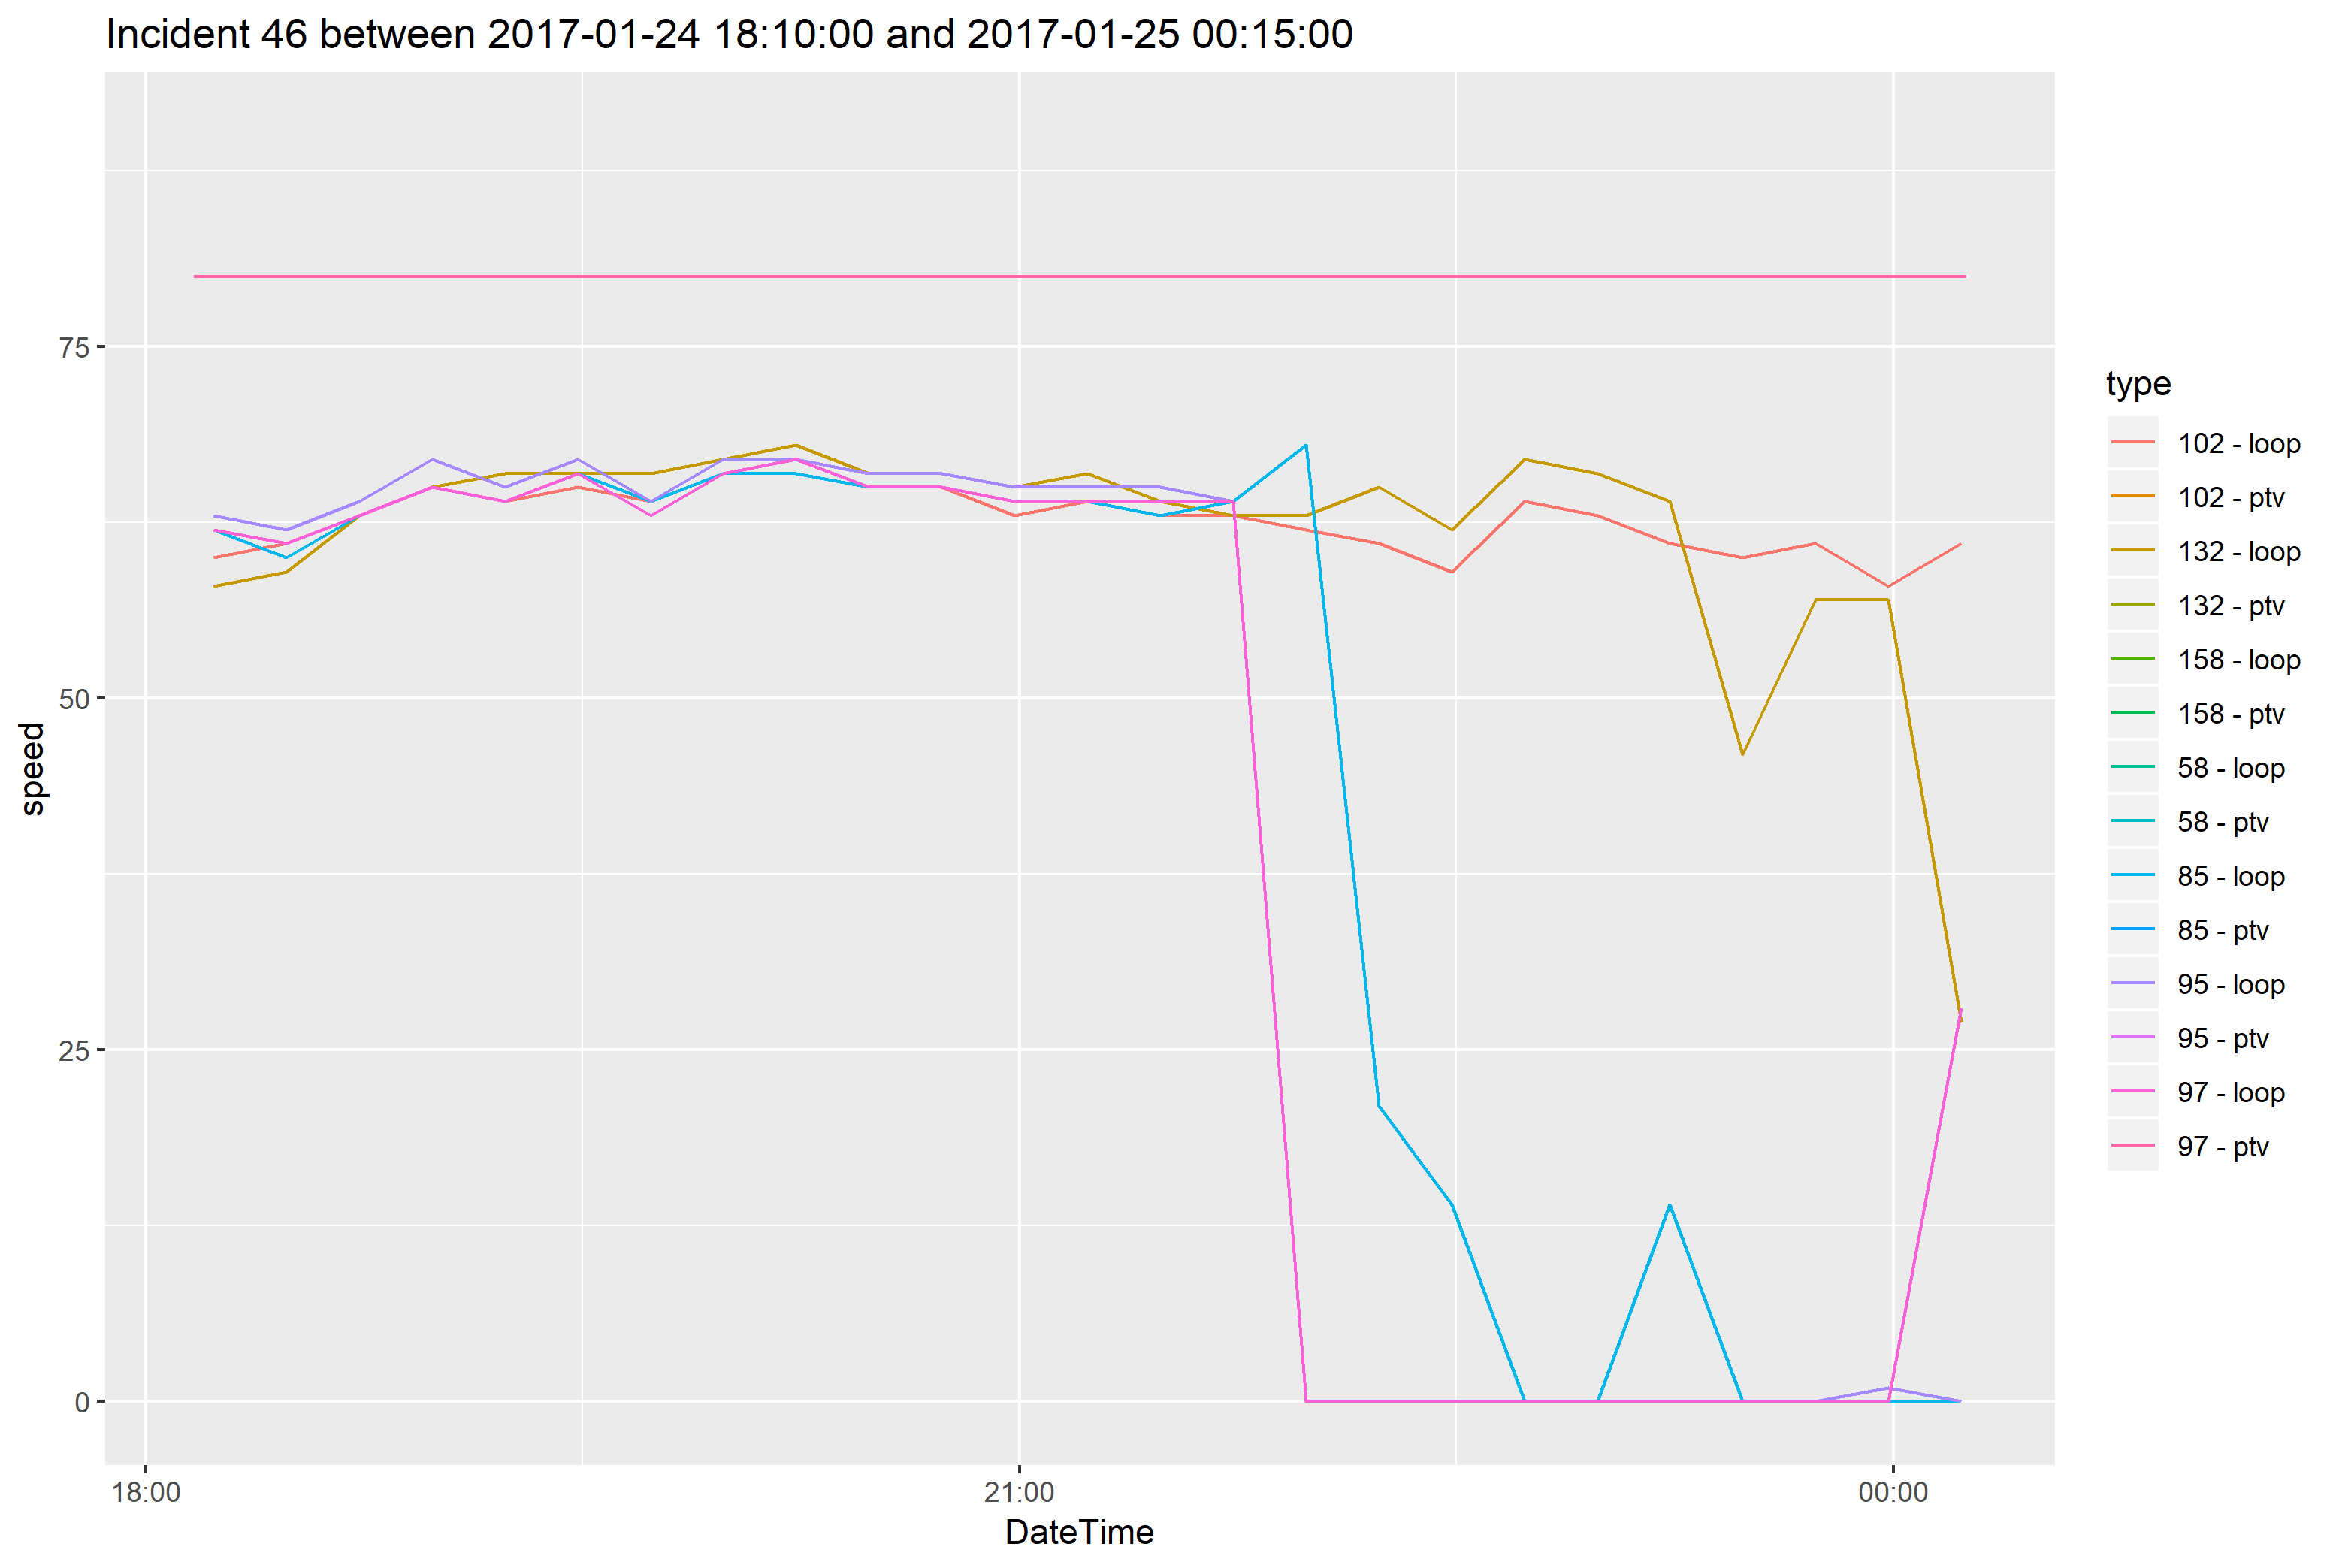 Incident 46 between 2017-01-24 18:10:00 and 2017-01-25 00:15:00
75
50
25
0
speed
18:00
21:00
00:00
DateTime
type
102 - loop
102 - ptv
132 - loop
132 - ptv
158 - loop
158 - ptv
58 - loop
58 - ptv
85 - loop
85 - ptv
95 - loop
95 - ptv
97 - loop
97 - ptv